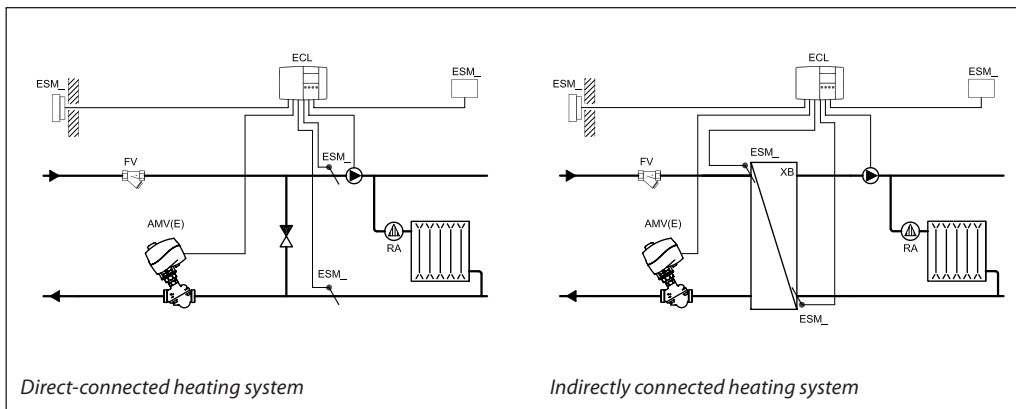 ECL
ESM_
ESM_
FV
ESM_
AMV(E)
RA
ESM_
Direct-connected heating system
ECL
ESM_
ESM_
ESM_
FV
XB
AMV(E)
RA
ESM_
Indirectly connected heating system